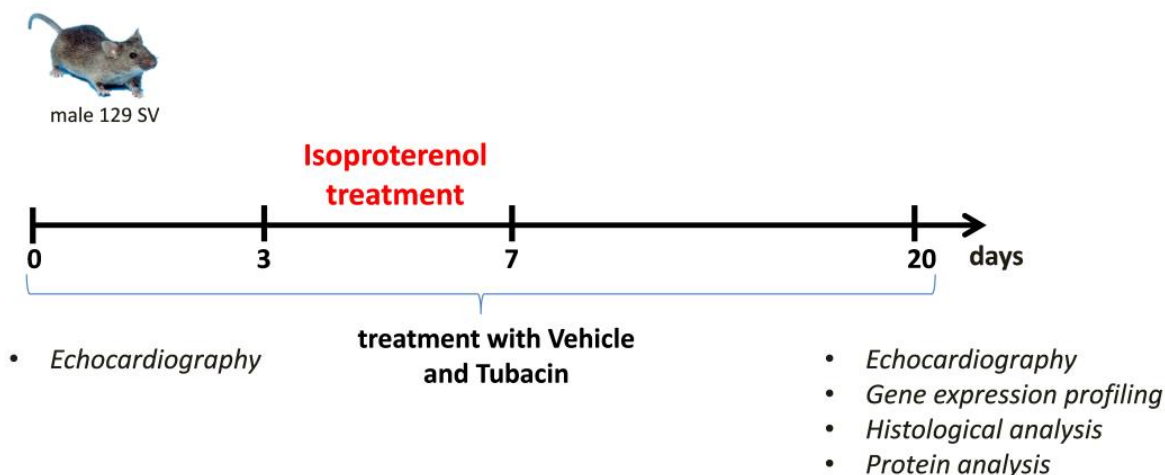 male 129 SV
Isoproterenol
treatment
0 3 7 20 days
treatment with Vehicle
and Tubacin
• Echocardiography
• Echocardiography
• Gene expression profiling
• Histological analysis
• Protein analysis